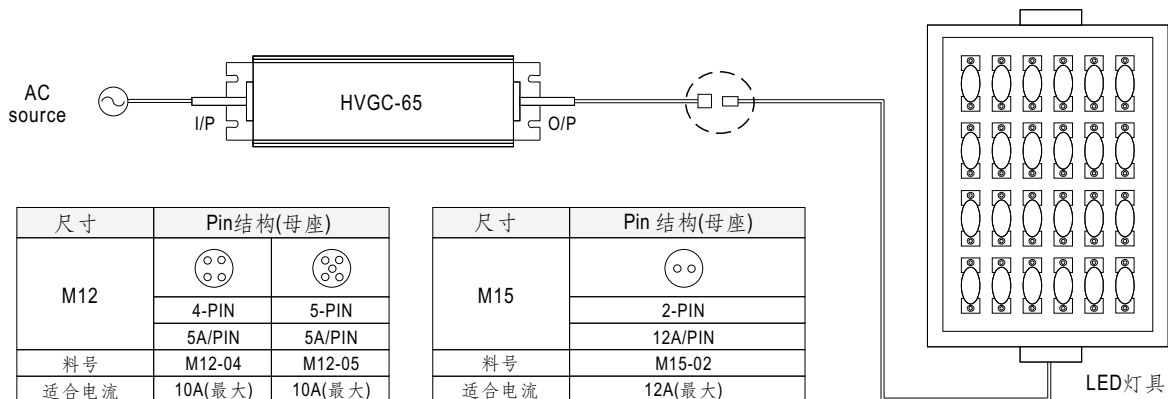 AC
source
I/P
HVGC-65
O/P
尺寸 Pin结构(母座)
M12
4-PIN 5-PIN
5A/PIN 5A/PIN
料号 M12-04 M12-05
适合电流 10A(最大) 10A(最大)
尺寸 Pin 结构(母座)
M15
2-PIN
12A/PIN
料号 M15-02
适合电流 12A(最大)
LED灯具